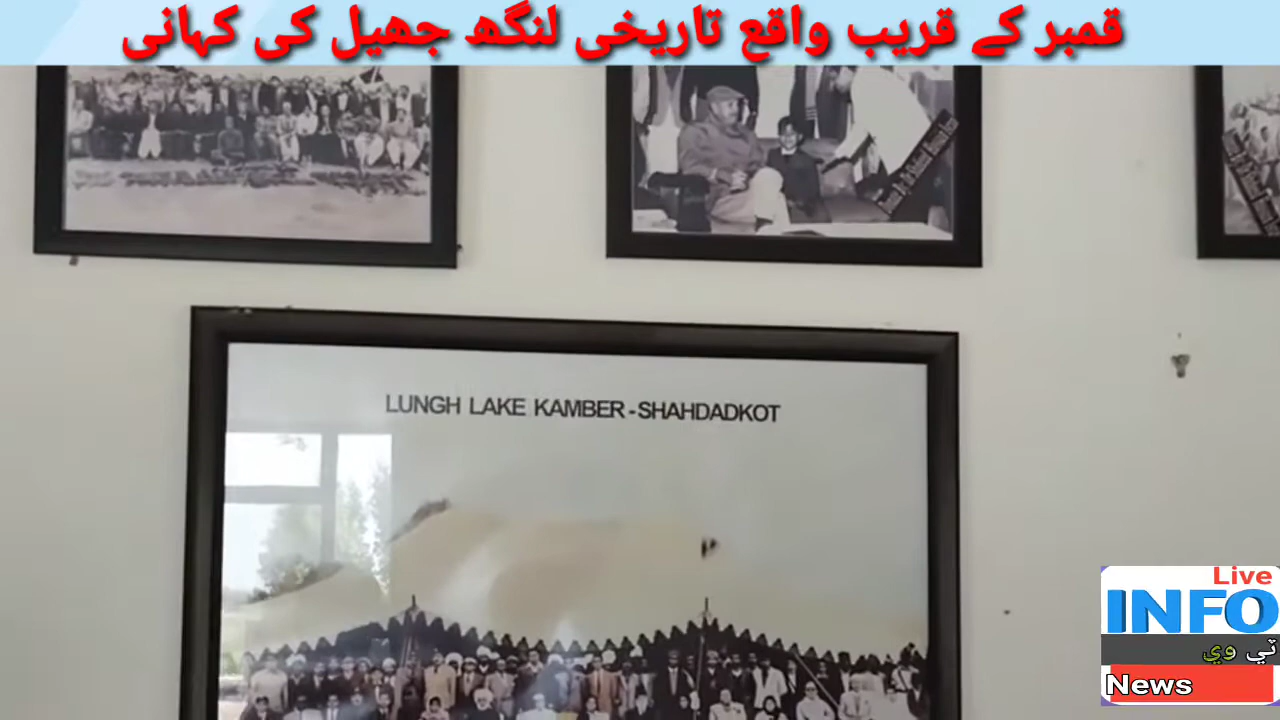 قمبر کے قریب واقع تاریخی لنگھ جھیل کی کہانی
LUNGH LAKE KAMBER-SHAHDADKOT
Live
INFO
ٽي وي
News